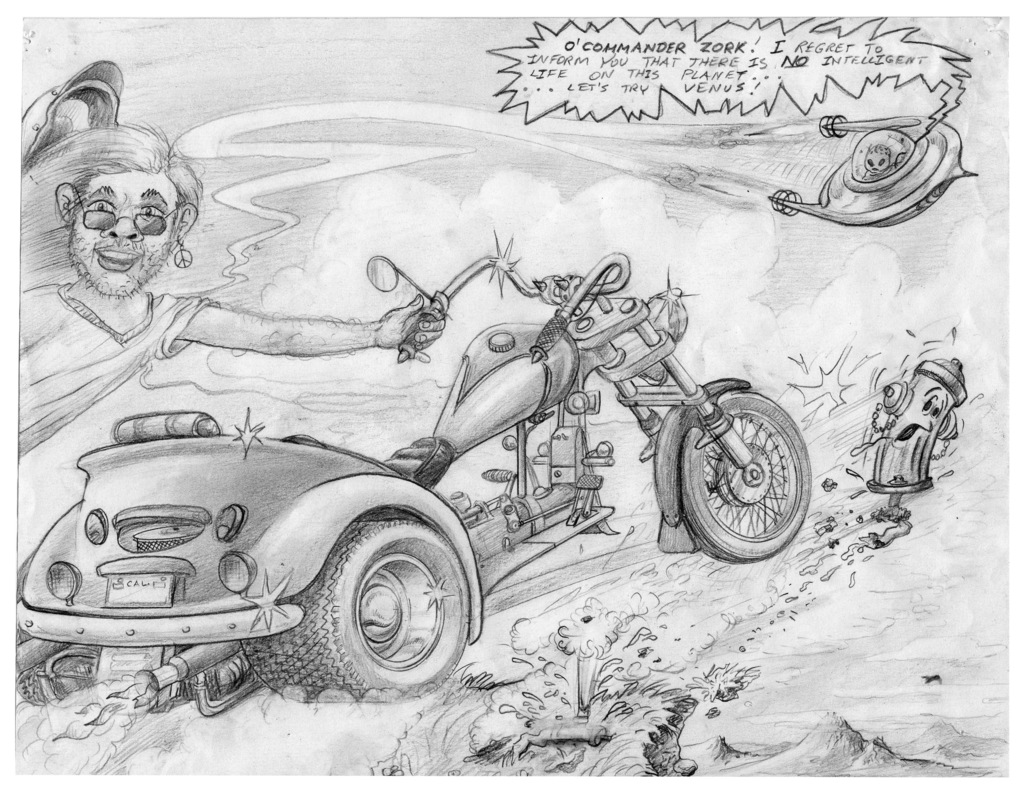 O'COMMANDER ZORK! I REGRET TO
INFORM YOU THAT THERE IS NO INTELLIGENT
LIFE ON THIS PLANET...
... LET'S TRY VENUS!
CALIF